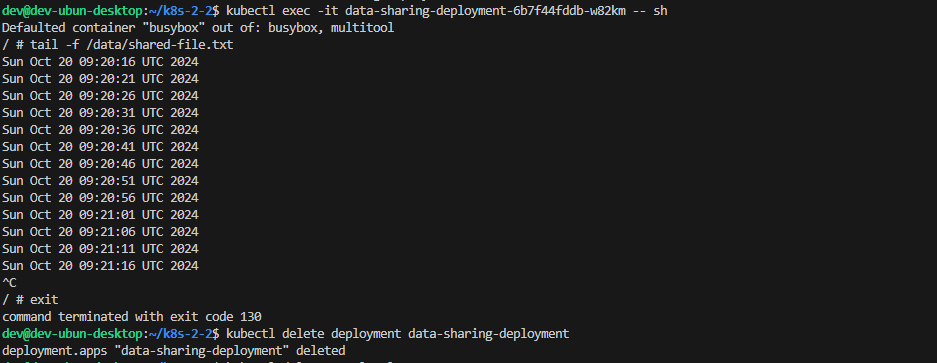 dev@dev-ubun-desktop:~/k8s-2-2$ kubectl exec -it data-sharing-deployment-6b7f44fddb-w82km -- sh
Defaulted container "busybox" out of: busybox, multitool
/ # tail -f /data/shared-file.txt
Sun Oct 20 09:20:16 UTC 2024
Sun Oct 20 09:20:21 UTC 2024
Sun Oct 20 09:20:26 UTC 2024
Sun Oct 20 09:20:31 UTC 2024
Sun Oct 20 09:20:36 UTC 2024
Sun Oct 20 09:20:41 UTC 2024
Sun Oct 20 09:20:46 UTC 2024
Sun Oct 20 09:20:51 UTC 2024
Sun Oct 20 09:20:56 UTC 2024
Sun Oct 20 09:21:01 UTC 2024
Sun Oct 20 09:21:06 UTC 2024
Sun Oct 20 09:21:11 UTC 2024
Sun Oct 20 09:21:16 UTC 2024
^C
/ # exit
command terminated with exit code 130
dev@dev-ubun-desktop:~/k8s-2-2$ kubectl delete deployment data-sharing-deployment
deployment.apps "data-sharing-deployment" deleted